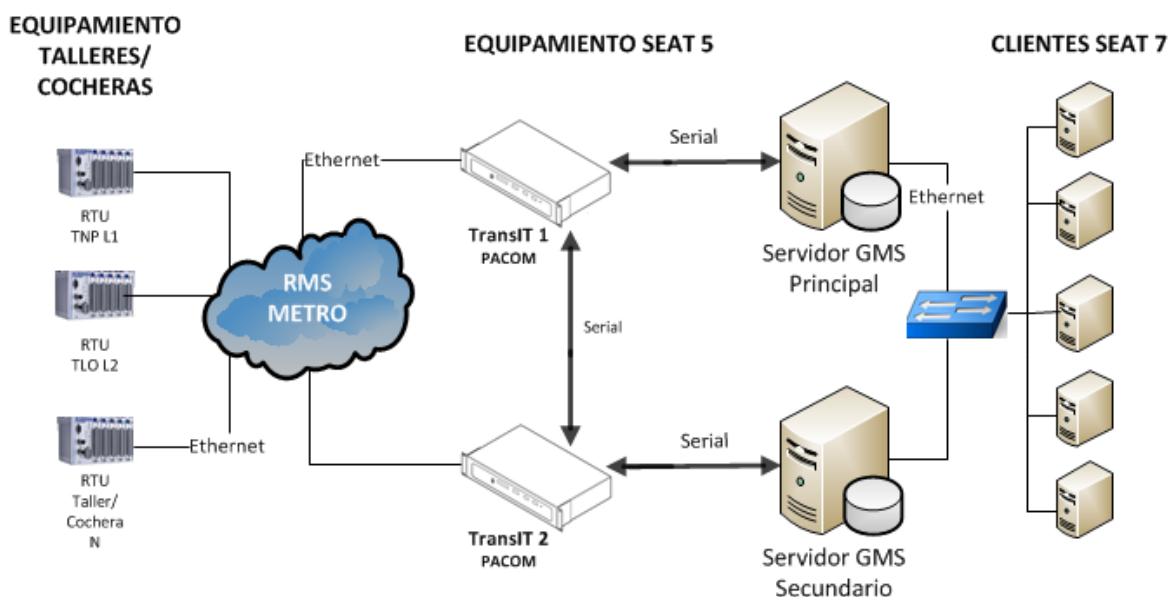 EQUIPAMIENTO
TALLERES/
COCHERAS
EQUIPAMIENTO SEAT 5
CLIENTES SEAT 7
RTU
TNP L1
RTU
TLO L2
RTU
Taller/
Cochera
N
Ethernet
RMS
METRO
Ethernet
TransIT 1
PACOM
Serial
TransIT 2
PACOM
Serial
Servidor GMS
Principal
Serial
Servidor GMS
Secundario
Ethernet